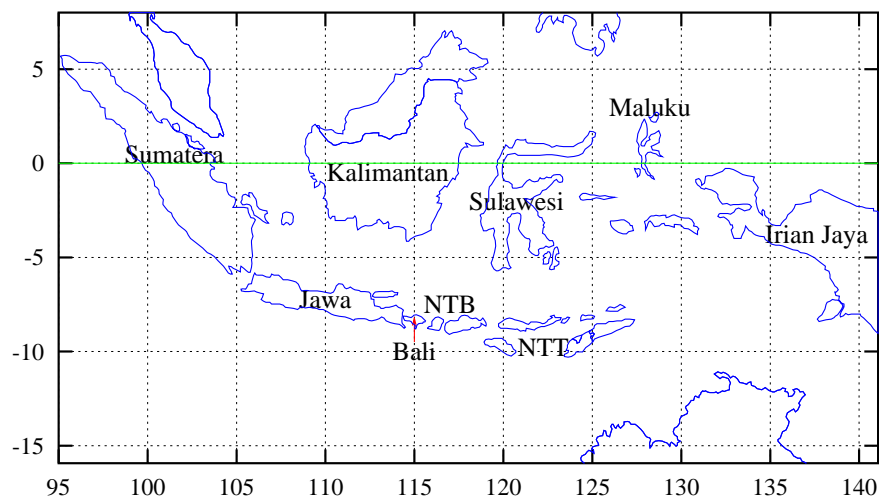 5
Maluku
Sumatera
0
Kalimantan
Sulawesi
Irian Jaya
-5
Jawa
NTB
-10
Bali
NTT
-15
95 100 105 110 115 120 125 130 135 140